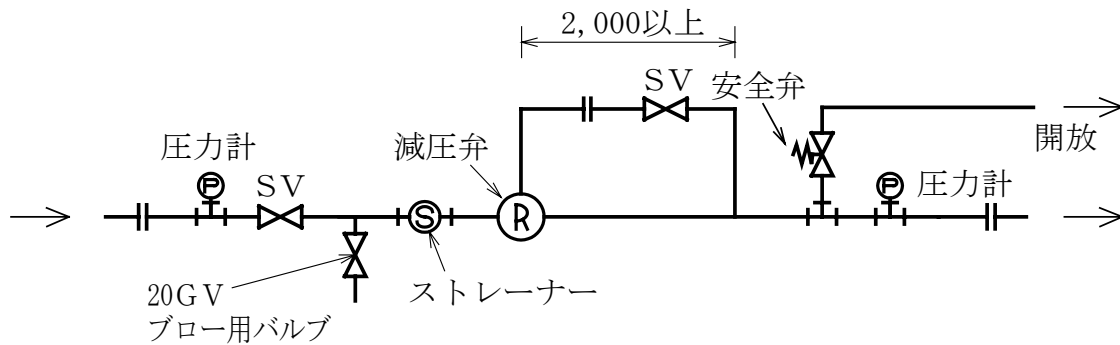 2,000以上
SV
安全弁
開放
圧力計
減圧弁
P
SV
P
圧力計
S
R
20GV
ブロー用バルブ
ストレーナー